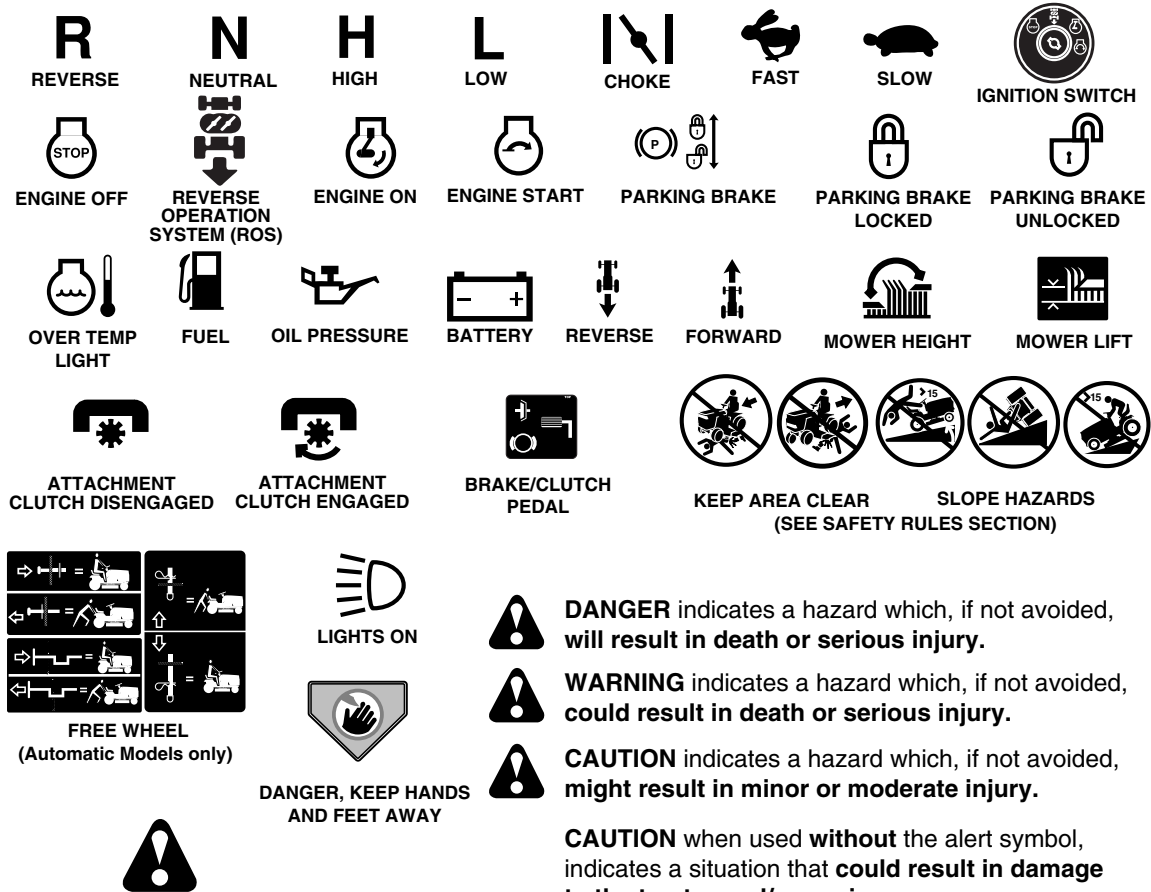 R
N
H
L
REVERSE
NEUTRAL
HIGH
LOW
CHOKE
FAST
SLOW
IGNITION SWITCH
STOP
P
ENGINE OFF
REVERSE
OPERATION
SYSTEM (ROS)
ENGINE ON
ENGINE START
PARKING BRAKE
PARKING BRAKE
LOCKED
PARKING BRAKE
UNLOCKED
OVER TEMP
LIGHT
FUEL
OIL PRESSURE
BATTERY
REVERSE
FORWARD
MOWER HEIGHT
MOWER LIFT
ATTACHMENT
CLUTCH DISENGAGED
ATTACHMENT
CLUTCH ENGAGED
BRAKE/CLUTCH
PEDAL
>15
>15
KEEP AREA CLEAR
SLOPE HAZARDS
(SEE SAFETY RULES SECTION)
FREE WHEEL
(Automatic Models only)
LIGHTS ON
DANGER, KEEP HANDS
AND FEET AWAY
DANGER indicates a hazard which, if not avoided,
will result in death or serious injury.
WARNING indicates a hazard which, if not avoided,
could result in death or serious injury.
CAUTION indicates a hazard which, if not avoided,
might result in minor or moderate injury.
CAUTION when used without the alert symbol,
indicates a situation that could result in damage